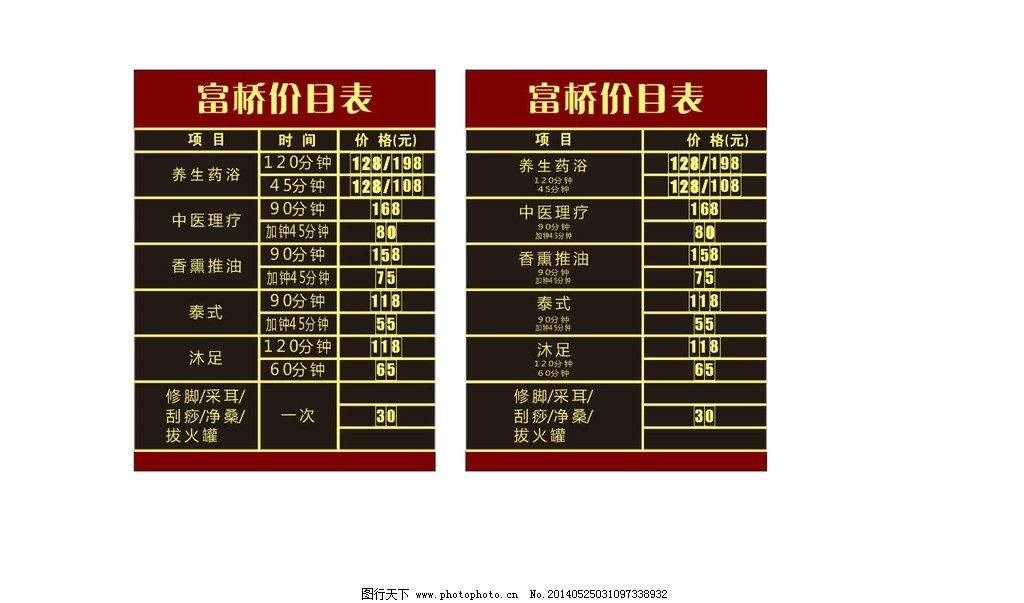 富桥价目表
项 目 时 间 价 格(元)
养生药浴 120分钟 128/198
45分钟 128/108
中医理疗 90分钟 168
加钟45分钟 80
香熏推油 90分钟 158
加钟45分钟 75
泰式 90分钟 118
加钟45分钟 55
沐足 120分钟 118
60分钟 65
修脚/采耳/
刮痧/净桑/ 一次 30
拔火罐
富桥价目表
项 目 价 格(元)
养生药浴 128/198
120分钟
45分钟 128/108
中医理疗 168
90分钟
加钟45分钟 80
香熏推油 158
90分钟
加钟45分钟 75
泰式 118
90分钟
加钟45分钟 55
沐足 118
120分钟
60分钟 65
修脚/采耳/
刮痧/净桑/ 30
拔火罐
图行天下 www.photophoto.cn No.20140525031097338932